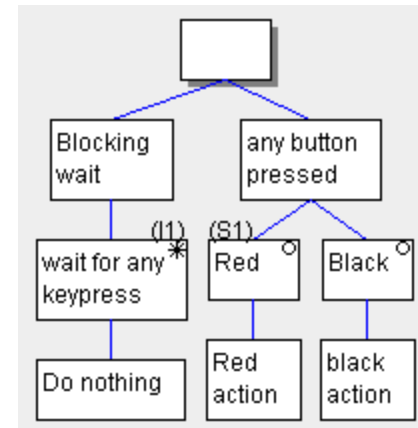 Blocking
wait
any button
pressed
(I1)
wait for any
keypress
(S1)
Red
Black
Do nothing
Red
action
black
action